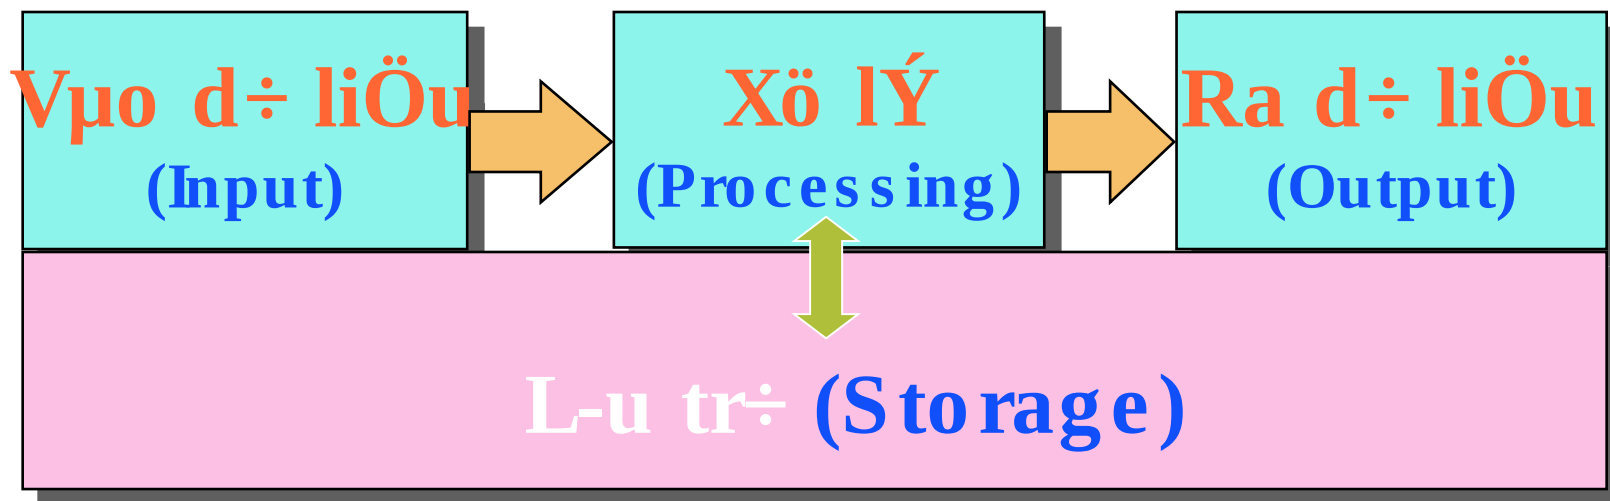 Vµo d÷ liÖu
(Input)
Xö lÝ
(Processing)
Ra d÷ liÖu
(Output)
L-u tr÷ (Storage)